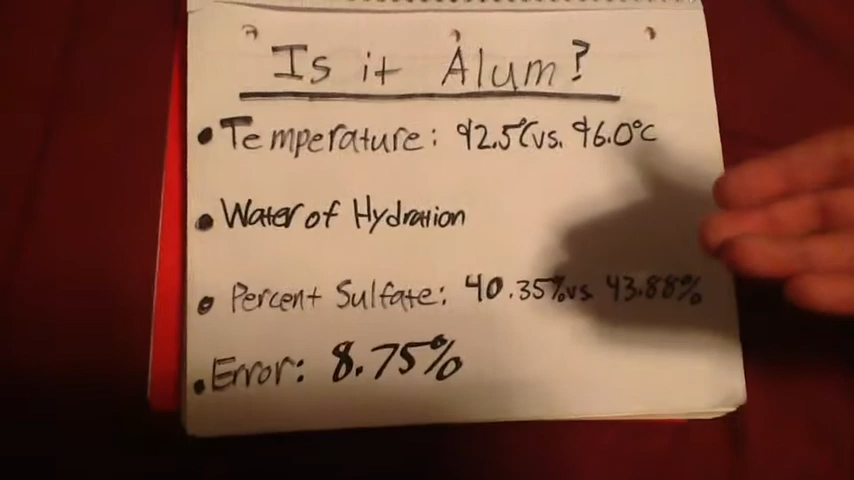 Is it Alum?
• Temperature: 92.5°C vs. 96.0°C
• Water of Hydration
• Percent Sulfate: 40.35% vs. 43.88%
• Error: 8.75%